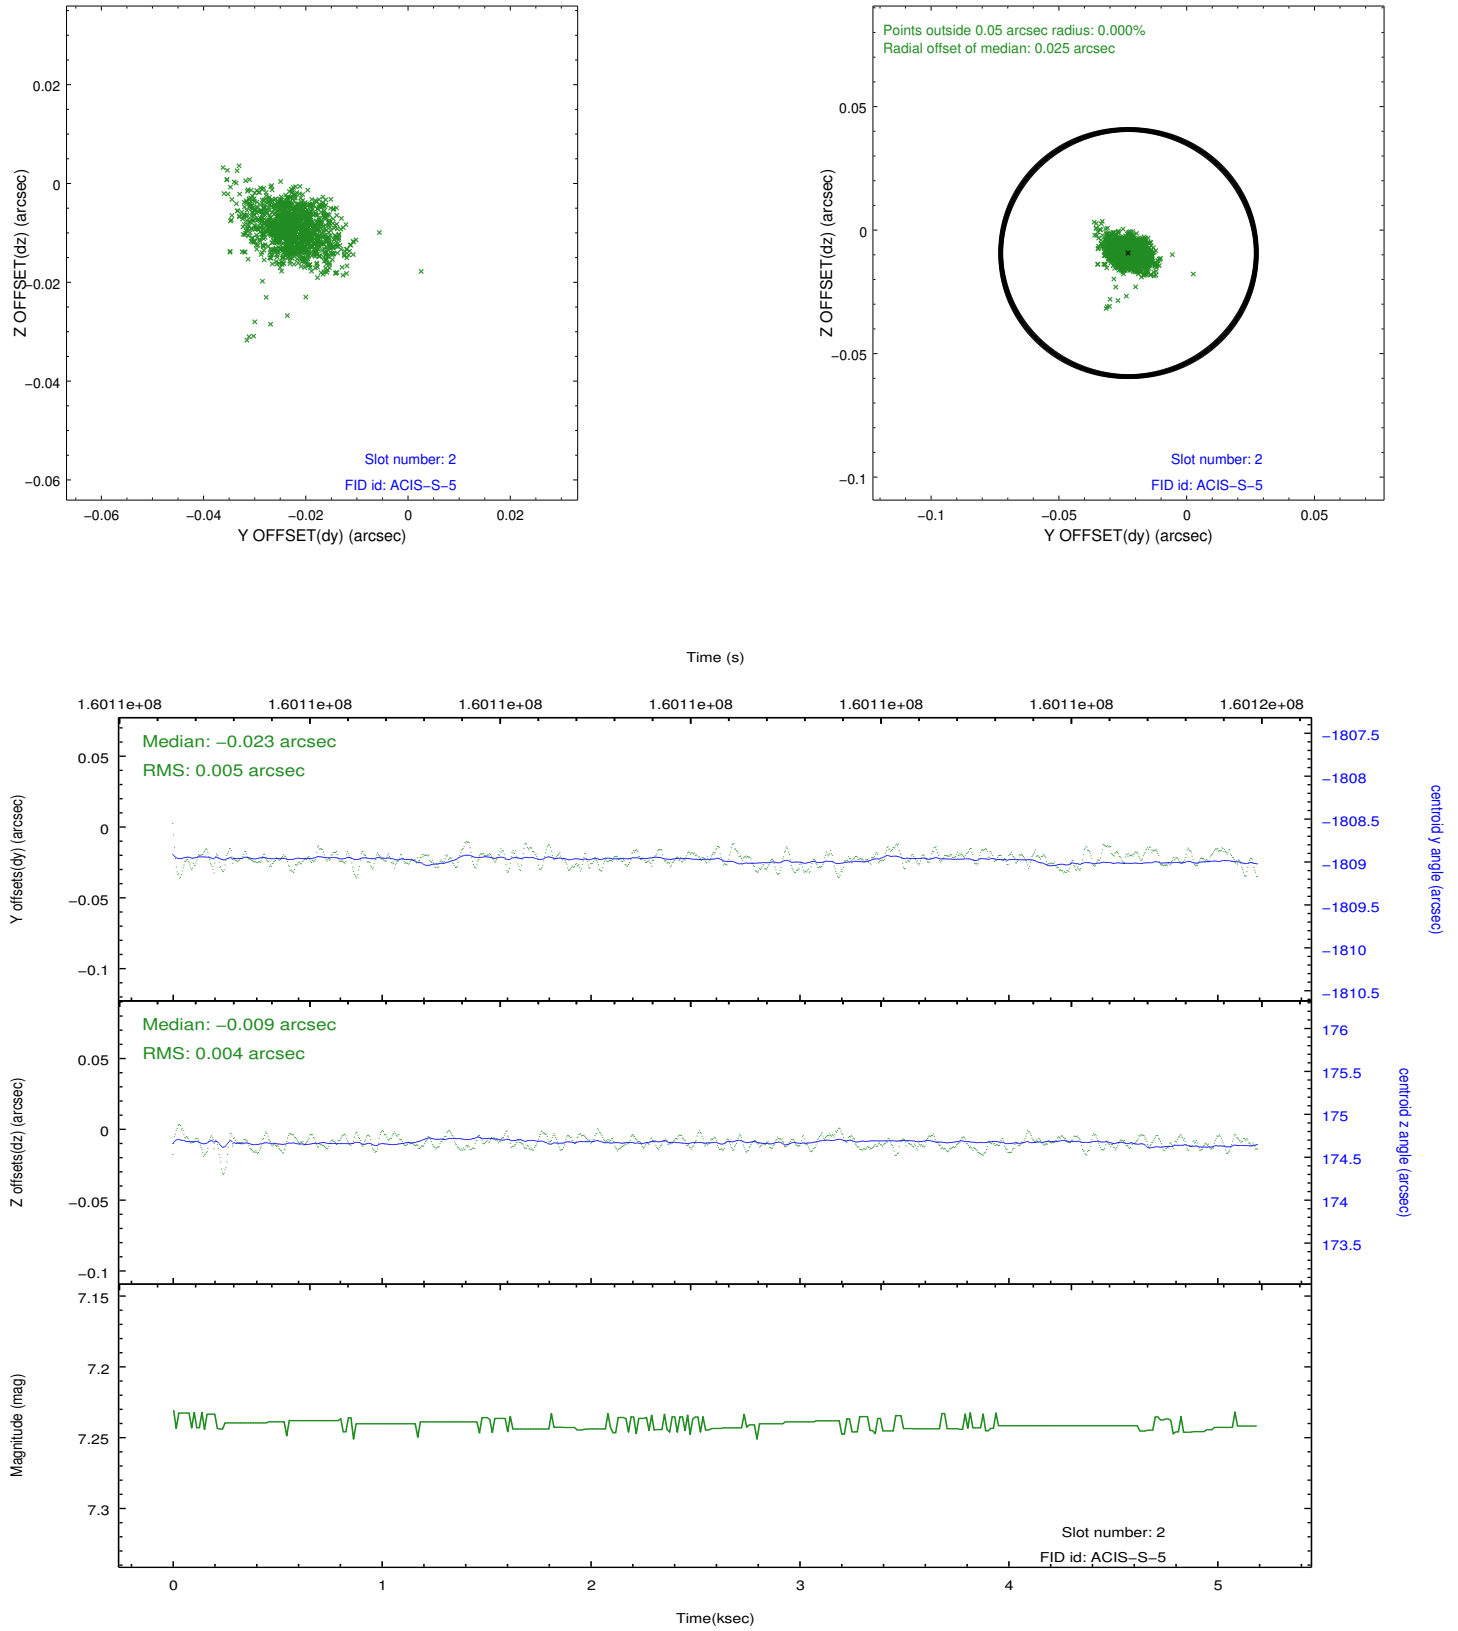 0.02
0
−0.02
−0.04
−0.06
Z OFFSET(dz) (arcsec)
Slot number: 2
FID id: ACIS−S−5
−0.06 −0.04 −0.02 0 0.02
Y OFFSET(dy) (arcsec)
Points outside 0.05 arcsec radius: 0.000%
Radial offset of median: 0.025 arcsec
0.05
0
−0.05
−0.1
Z OFFSET(dz) (arcsec)
Slot number: 2
FID id: ACIS−S−5
−0.1 −0.05 0 0.05
Y OFFSET(dy) (arcsec)
Time (s)
1.6011e+08 1.6011e+08 1.6011e+08 1.6011e+08 1.6011e+08 1.6011e+08 1.6012e+08
Median: −0.023 arcsec
RMS: 0.005 arcsec
0.05
0
−0.05
−0.1
Y offsets(dy) (arcsec)
−1807.5
−1808
−1808.5
−1809
−1809.5
−1810
−1810.5
centroid y angle (arcsec)
Median: −0.009 arcsec
RMS: 0.004 arcsec
0.05
0
−0.05
−0.1
Z offsets(dz) (arcsec)
176
175.5
175
174.5
174
173.5
centroid z angle (arcsec)
7.15
7.2
7.25
7.3
Magnitude (mag)
Slot number: 2
FID id: ACIS−S−5
0 1 2 3 4 5
Time(ksec)